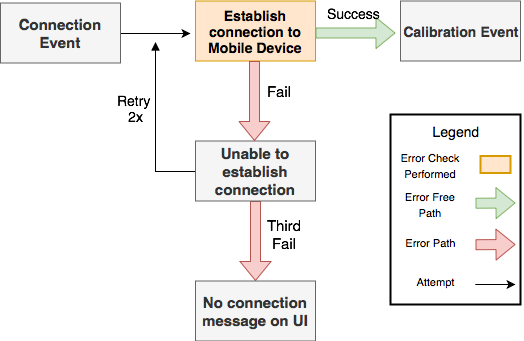 Connection
Event
Establish
connection to
Mobile Device
Success
Calibration Event
Fail
Retry
2x
Unable to
establish
connection
Third
Fail
No connection
message on UI
Legend
Error Check
Performed
Error Free
Path
Error Path
Attempt